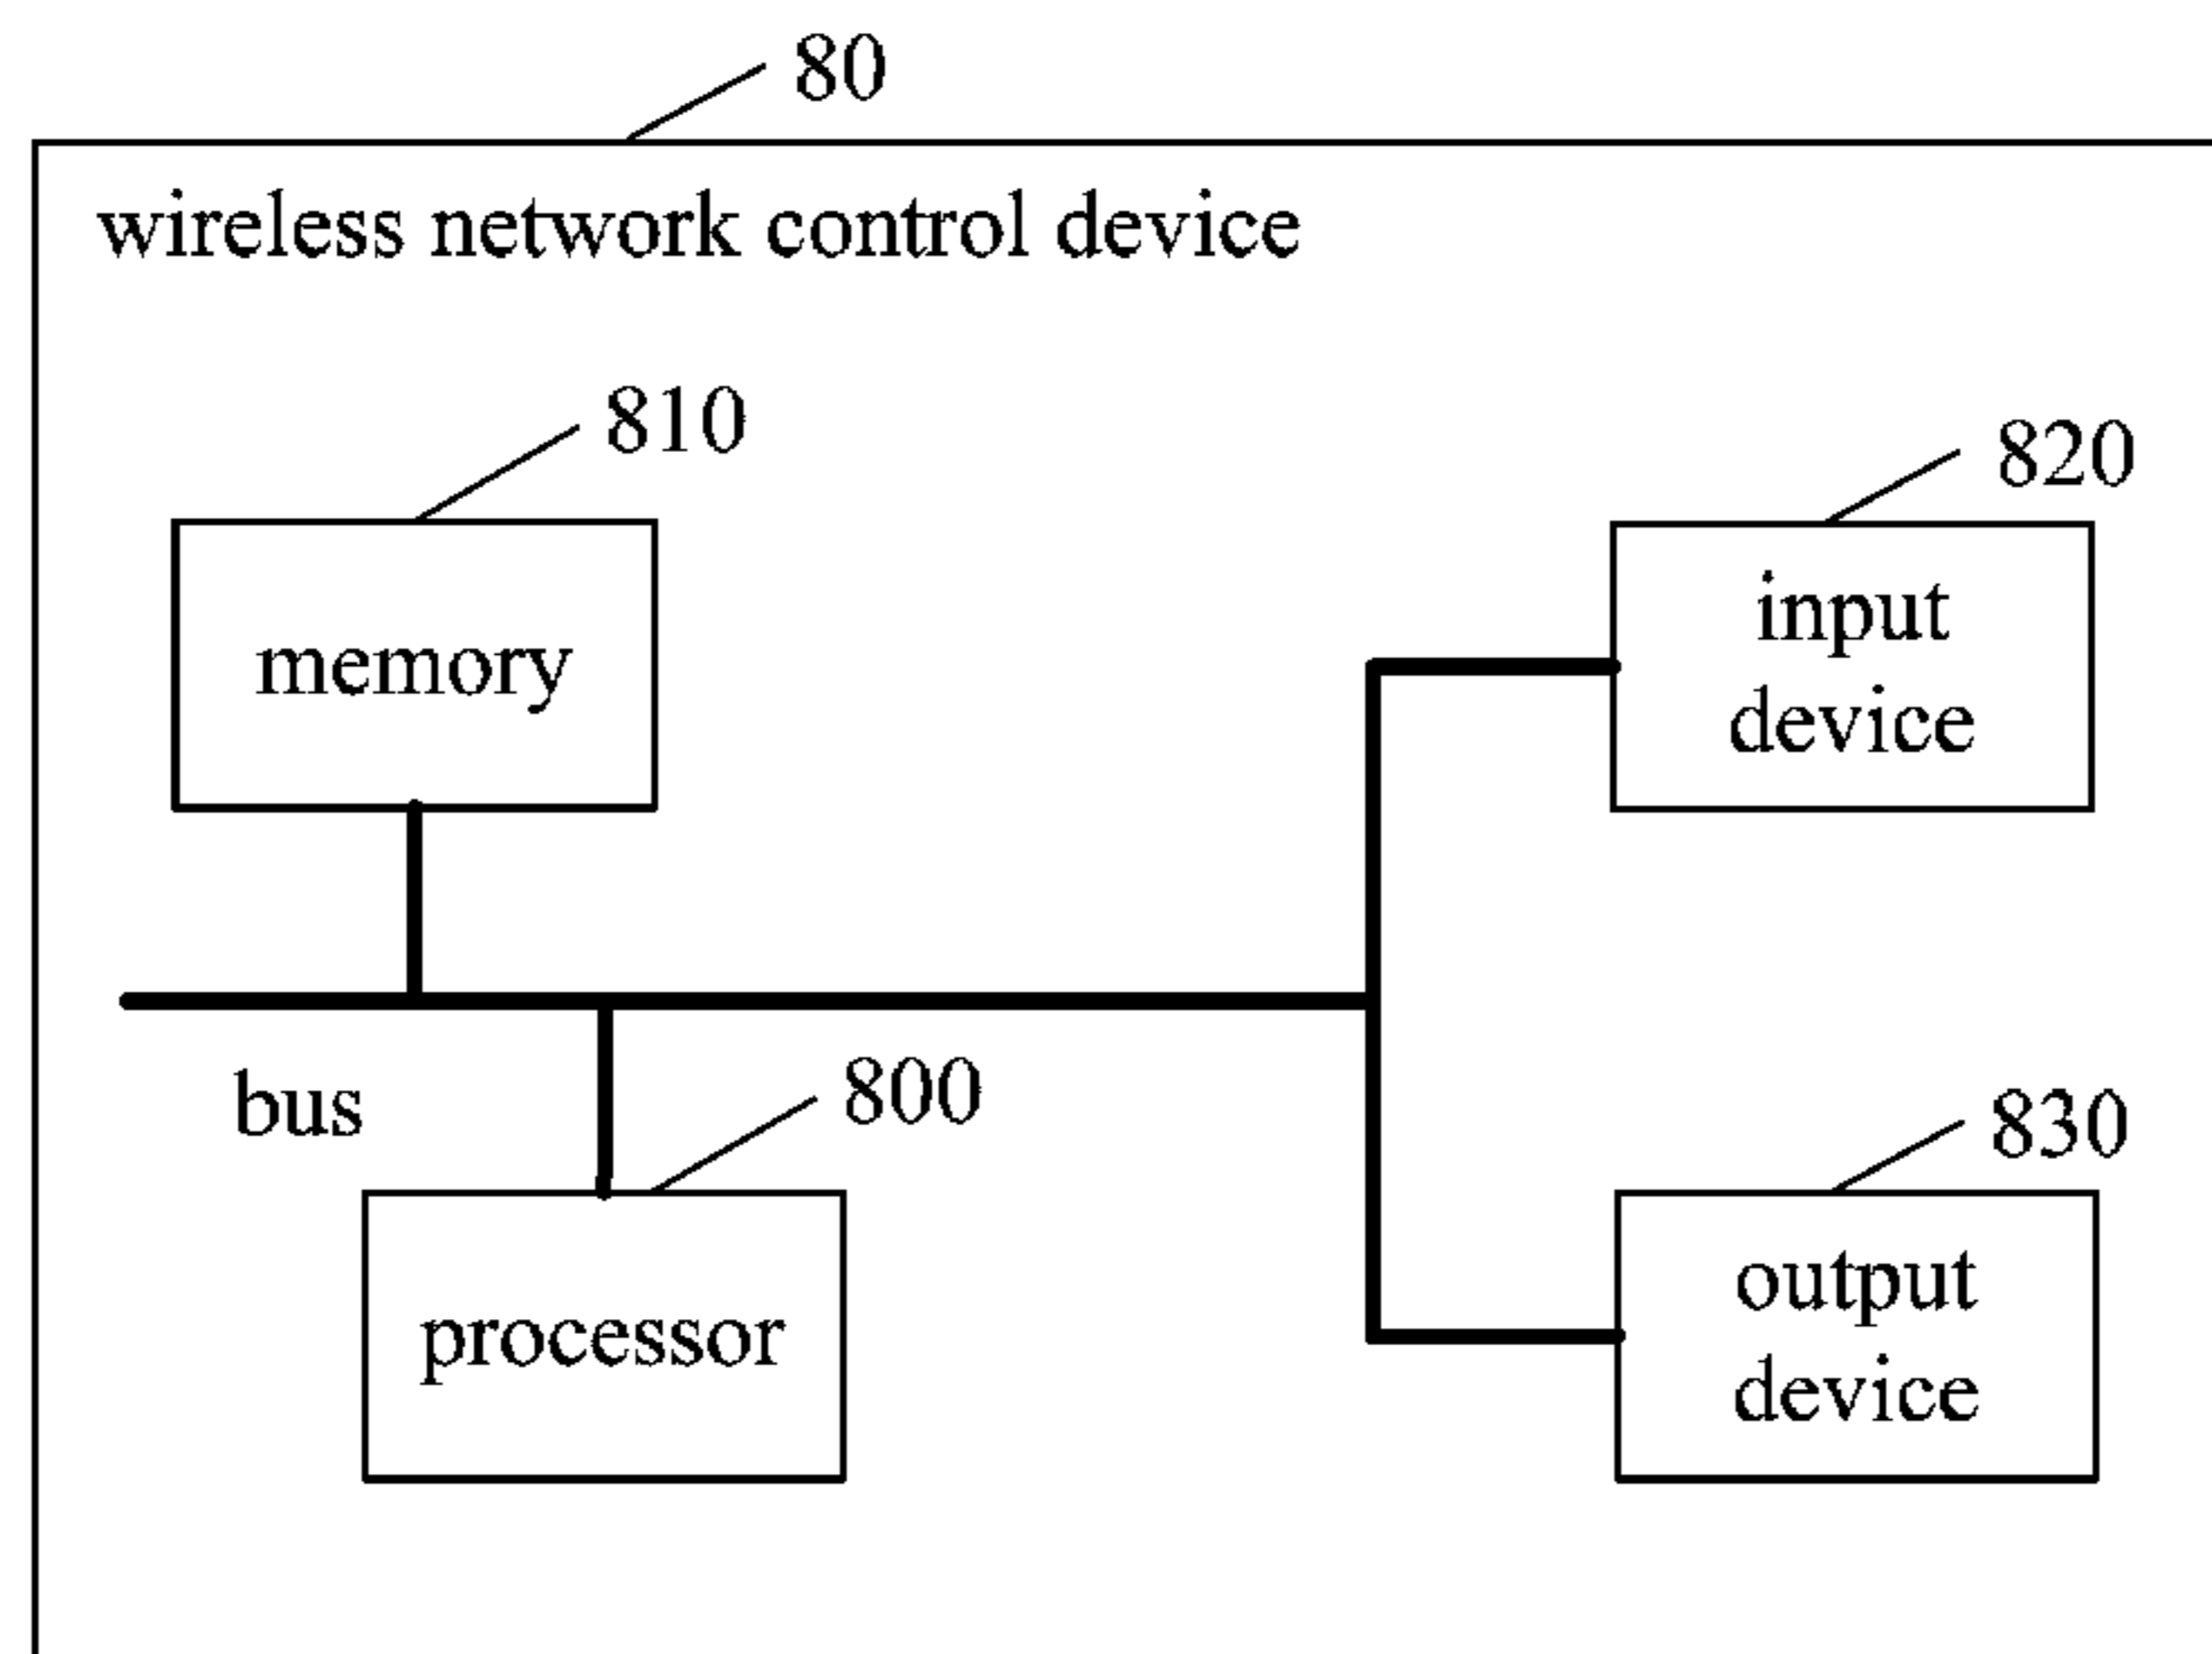 80
wireless network control device
810
820
memory
input
device
bus
800
830
processor
output
device